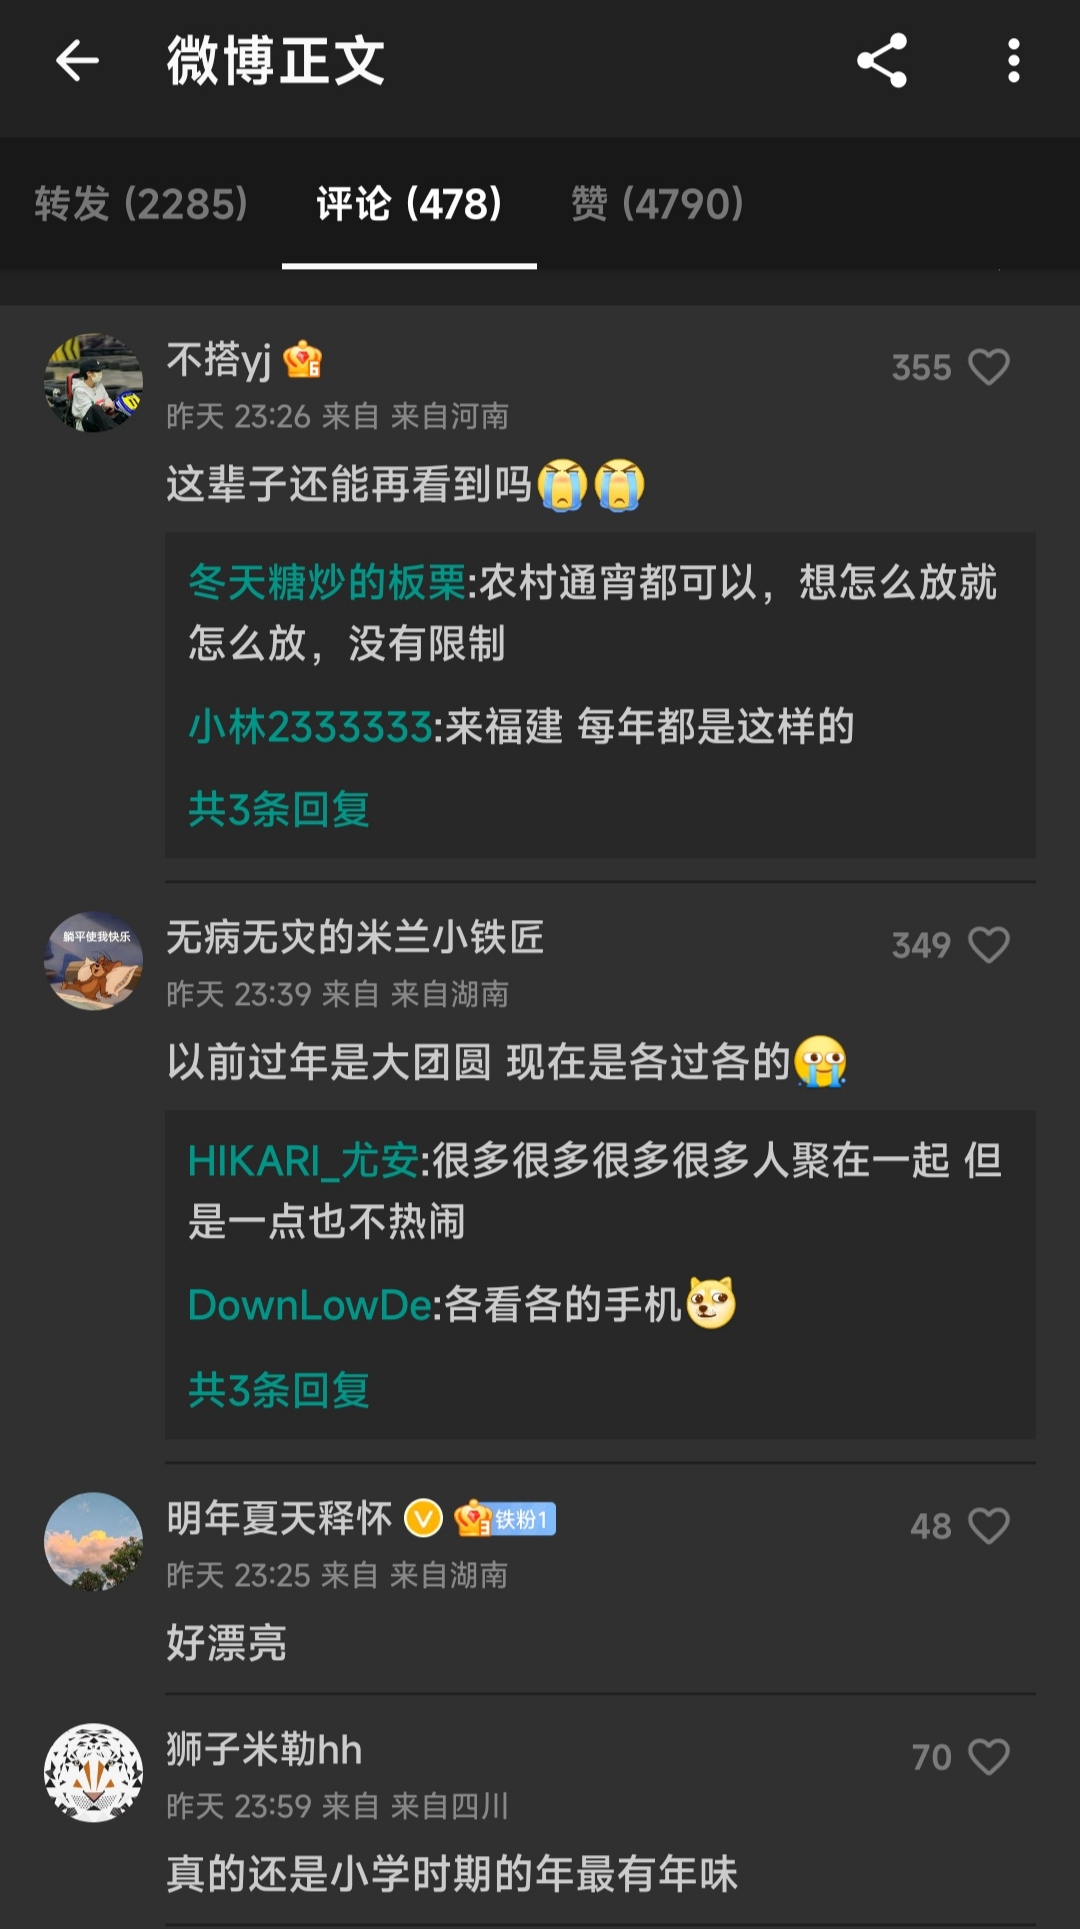 微博正文
转发 (2285) 评论 (478) 赞 (4790)
不搭yj 6
355
昨天 23:26 来自 来自河南
这辈子还能再看到吗
冬天糖炒的板栗:农村通宵都可以，想怎么放就
怎么放，没有限制
小林2333333:来福建 每年都是这样的
共3条回复
躺平使我快乐
无病无灾的米兰小铁匠
349
昨天 23:39 来自 来自湖南
以前过年是大团圆 现在是各过各的
HIKARI_尤安:很多很多很多很多人聚在一起 但
是一点也不热闹
DownLowDe:各看各的手机
共3条回复
明年夏天释怀 V 3 铁粉1
48
昨天 23:25 来自 来自湖南
好漂亮
狮子米勒hh
70
昨天 23:59 来自 来自四川
真的还是小学时期的年最有年味